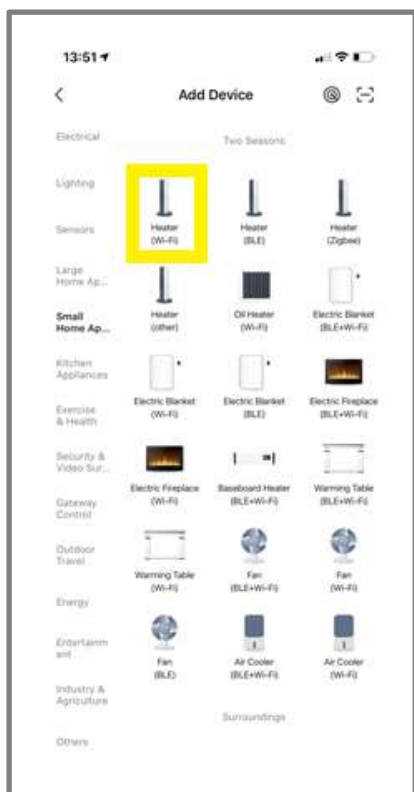 13:51
Add Device
Electrical
Lighting
Sensors
Large
Home Ap...
Small
Home Ap...
Kitchen
Appliances
Exercise
& Health
Security &
Video Sur...
Gateway
Control
Outdoor
Travel
Energy
Entertainm
ent
Industry &
Agriculture
Others
Two Seasons
Heater
(Wi-Fi)
Heater
(BLE)
Heater
(Zigbee)
Heater
(other)
Oil Heater
(Wi-Fi)
Electric Blanket
(BLE+Wi-Fi)
Electric Blanket
(Wi-Fi)
Electric Blanket
(BLE)
Electric Fireplace
(BLE+Wi-Fi)
Electric Fireplace
(Wi-Fi)
Baseboard Heater
(BLE+Wi-Fi)
Warming Table
(BLE+Wi-Fi)
Warming Table
(Wi-Fi)
Fan
(BLE+Wi-Fi)
Fan
(Wi-Fi)
Fan
(BLE)
Air Cooler
(BLE+Wi-Fi)
Air Cooler
(Wi-Fi)
Surroundings